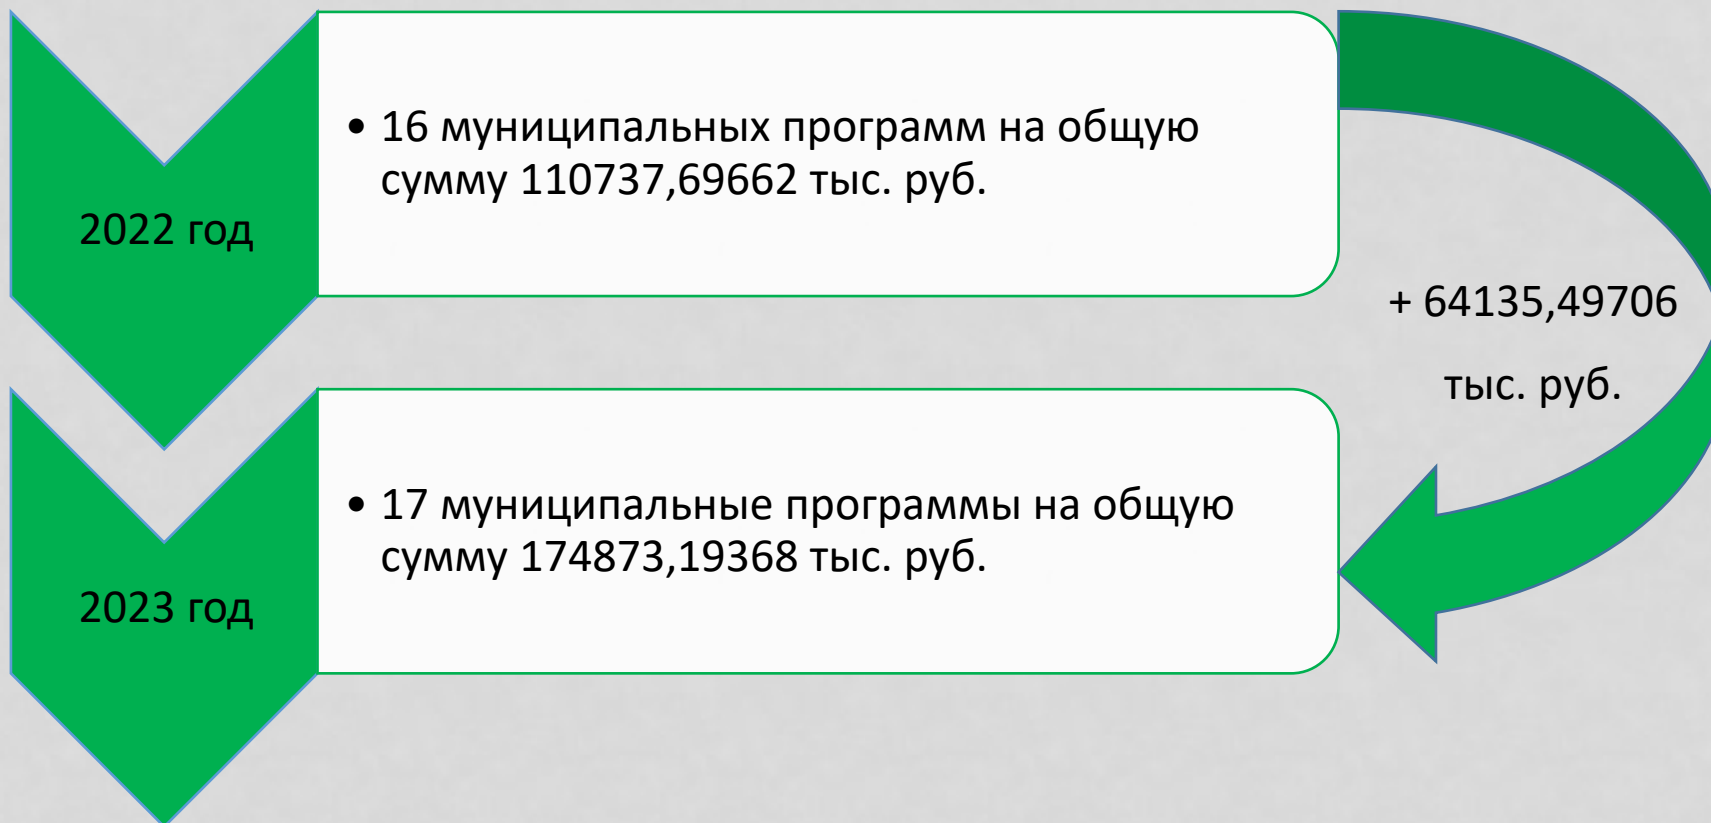 2022 год
• 16 муниципальных программ на общую
сумму 110737,69662 тыс. руб.
+ 64135,49706
тыс. руб.
2023 год
• 17 муниципальные программы на общую
сумму 174873,19368 тыс. руб.